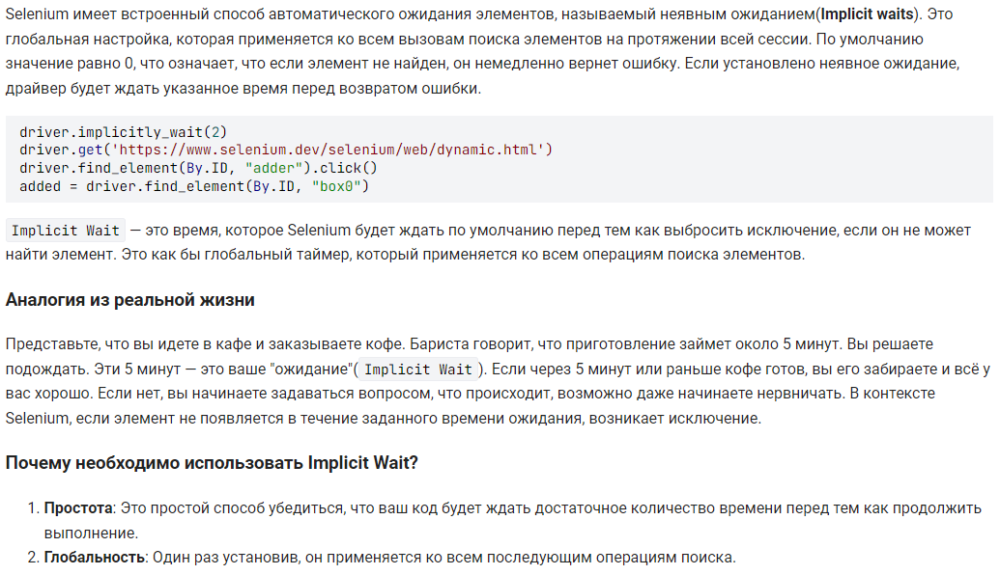 Selenium имеет встроенный способ автоматического ожидания элементов, называемый неявным ожиданием(Implicit waits). Это
глобальная настройка, которая применяется ко всем вызовам поиска элементов на протяжении всей сессии. По умолчанию
значение равно 0, что означает, что если элемент не найден, он немедленно вернет ошибку. Если установлено неявное ожидание,
драйвер будет ждать указанное время перед возвратом ошибки.
driver.implicitly_wait(2)
driver.get('https://www.selenium.dev/selenium/web/dynamic.html')
driver.find_element(By.ID, "adder").click()
added = driver.find_element(By.ID, "box0")
Implicit Wait — это время, которое Selenium будет ждать по умолчанию перед тем как выбросить исключение, если он не может
найти элемент. Это как бы глобальный таймер, который применяется ко всем операциям поиска элементов.
Аналогия из реальной жизни
Представьте, что вы идете в кафе и заказываете кофе. Бариста говорит, что приготовление займет около 5 минут. Вы решаете
подождать. Эти 5 минут — это ваше "ожидание"( Implicit Wait ). Если через 5 минут или раньше кофе готов, вы его забираете и всё у
вас хорошо. Если нет, вы начинаете задаваться вопросом, что происходит, возможно даже начинаете нервничать. В контексте
Selenium, если элемент не появляется в течение заданного времени ожидания, возникает исключение.
Почему необходимо использовать Implicit Wait?
1. Простота: Это простой способ убедиться, что ваш код будет ждать достаточное количество времени перед тем как продолжить
выполнение.
2. Глобальность: Один раз установив, он применяется ко всем последующим операциям поиска.